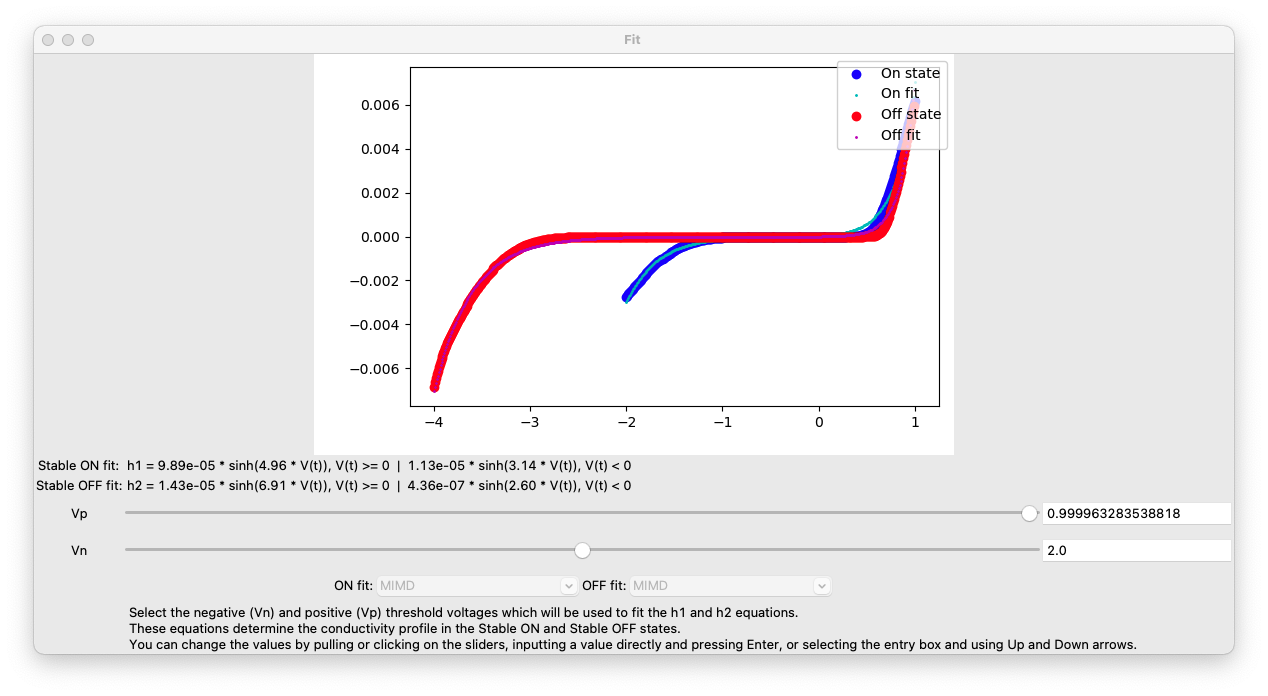 Fit
On state
On fit
Off state
Off fit
0.006
0.004
0.002
0.000
−0.002
−0.004
−0.006
−4 −3 −2 −1 0 1
Stable ON fit: h1 = 9.89e-05 * sinh(4.96 * V(t)), V(t) >= 0 | 1.13e-05 * sinh(3.14 * V(t)), V(t) < 0
Stable OFF fit: h2 = 1.43e-05 * sinh(6.91 * V(t)), V(t) >= 0 | 4.36e-07 * sinh(2.60 * V(t)), V(t) < 0
Vp 0.999963283538818
Vn 2.0
ON fit: MIMD OFF fit: MIMD
Select the negative (Vn) and positive (Vp) threshold voltages which will be used to fit the h1 and h2 equations.
These equations determine the conductivity profile in the Stable ON and Stable OFF states.
You can change the values by pulling or clicking on the sliders, inputting a value directly and pressing Enter, or selecting the entry box and using Up and Down arrows.